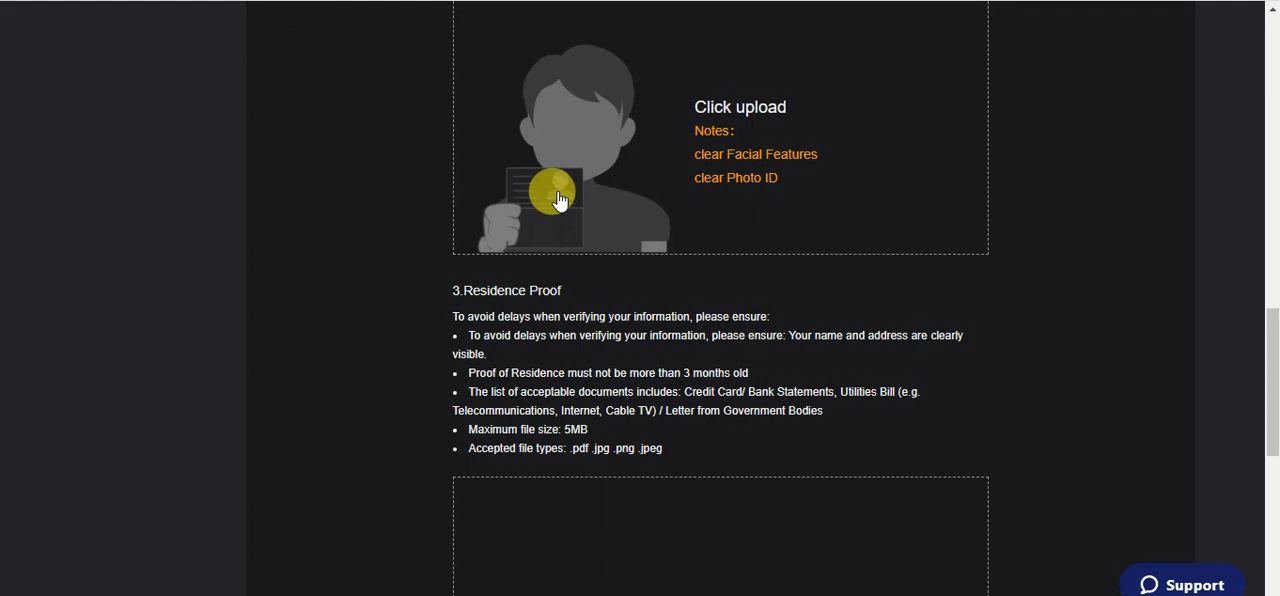 Click upload
Notes：
clear Facial Features
clear Photo ID
3.Residence Proof
To avoid delays when verifying your information, please ensure:
• To avoid delays when verifying your information, please ensure: Your name and address are clearly
visible.
• Proof of Residence must not be more than 3 months old
• The list of acceptable documents includes: Credit Card/ Bank Statements, Utilities Bill (e.g.
Telecommunications, Internet, Cable TV) / Letter from Government Bodies
• Maximum file size: 5MB
• Accepted file types: .pdf .jpg .png .jpeg
Support